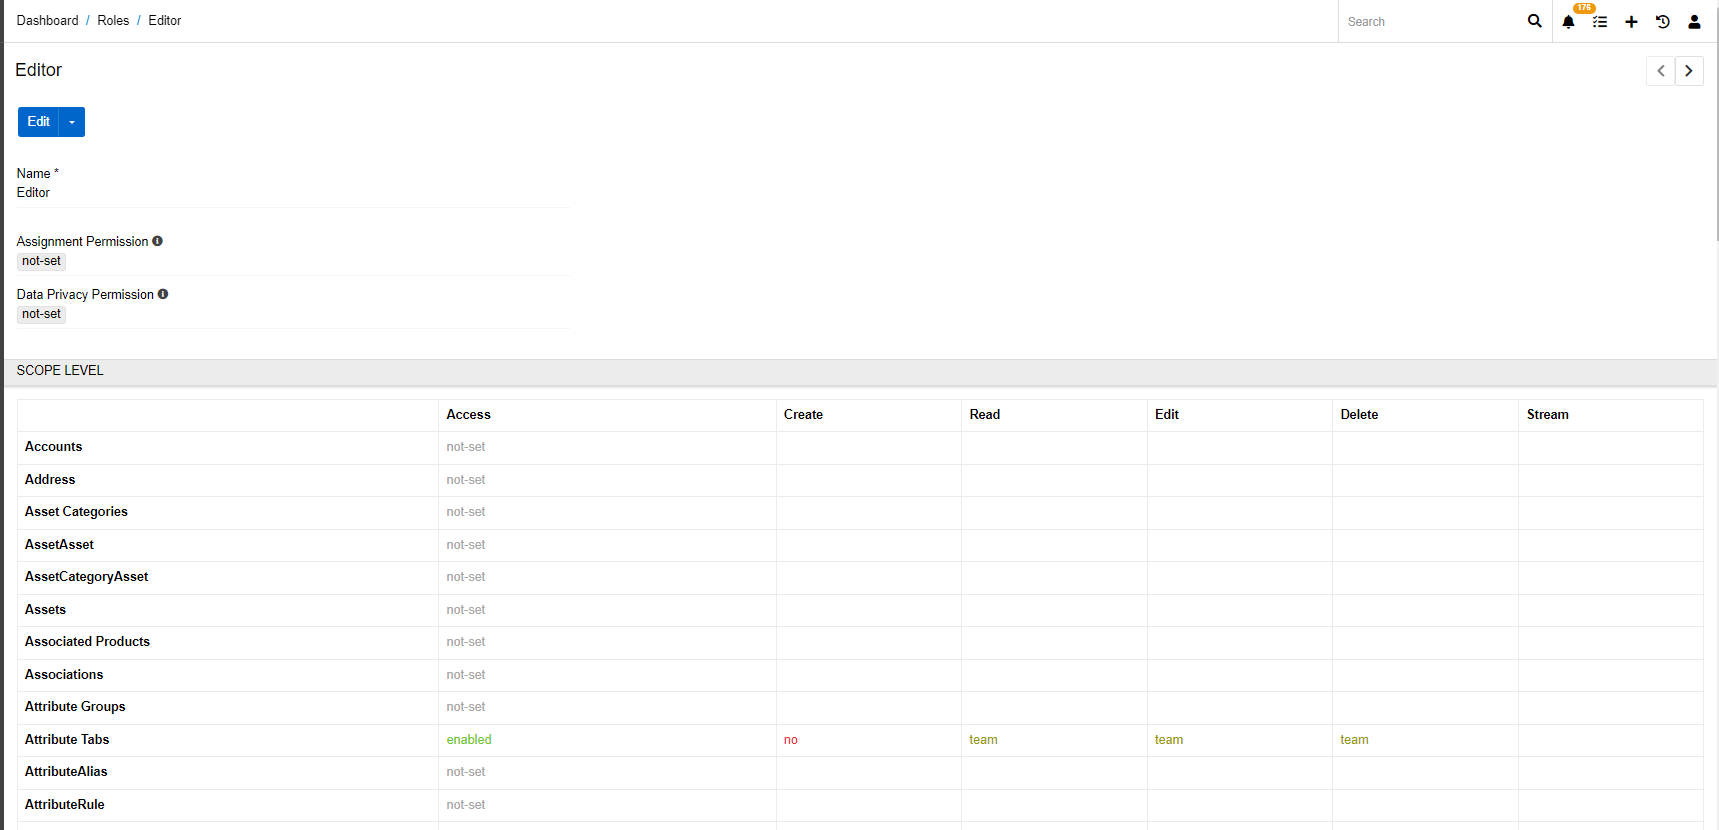 Dashboard / Roles / Editor
Search
176
Editor
Edit
Name *
Editor
Assignment Permission
not-set
Data Privacy Permission
not-set
SCOPE LEVEL
Access Create Read Edit Delete Stream
Accounts not-set
Address not-set
Asset Categories not-set
AssetAsset not-set
AssetCategoryAsset not-set
Assets not-set
Associated Products not-set
Associations not-set
Attribute Groups not-set
Attribute Tabs enabled no team team team
AttributeAlias not-set
AttributeRule not-set